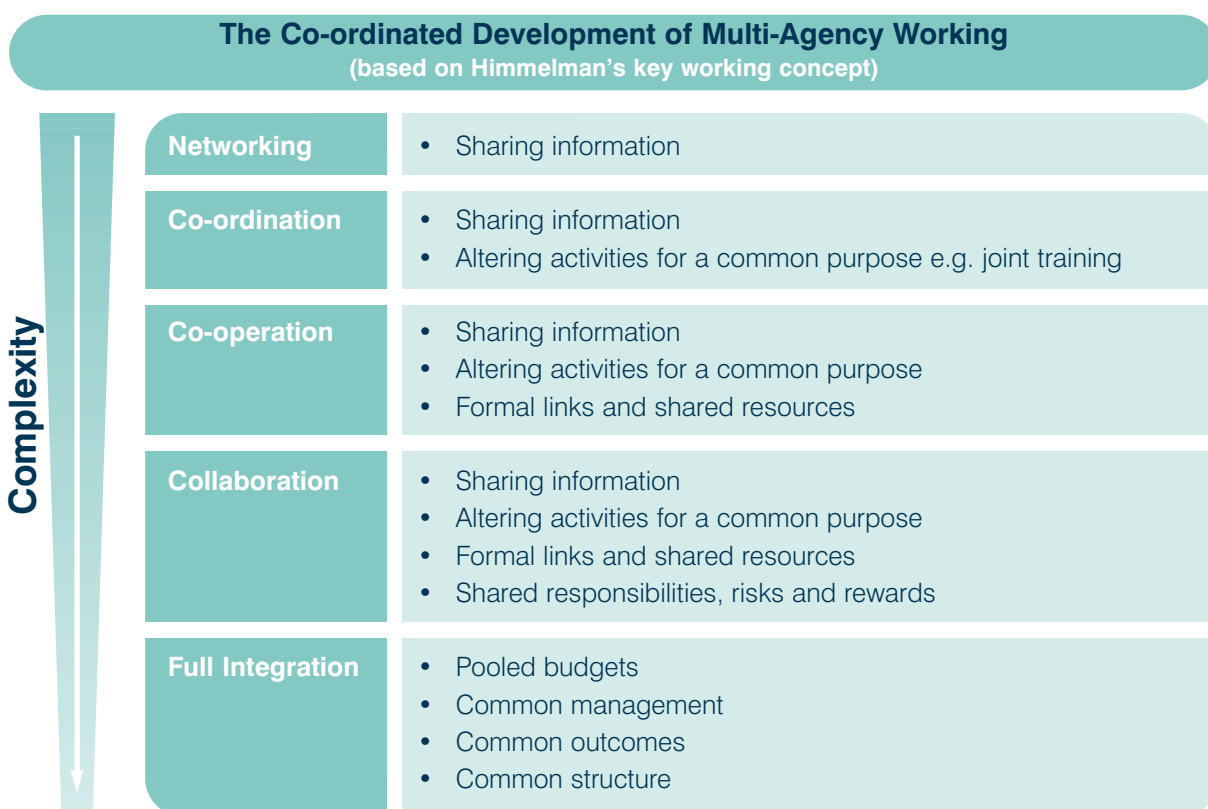 The Co-ordinated Development of Multi-Agency Working
(based on Himmelman's key working concept)
Complexity
Networking
• Sharing information
Co-ordination
• Sharing information
• Altering activities for a common purpose e.g. joint training
Co-operation
• Sharing information
• Altering activities for a common purpose
• Formal links and shared resources
Collaboration
• Sharing information
• Altering activities for a common purpose
• Formal links and shared resources
• Shared responsibilities, risks and rewards
Full Integration
• Pooled budgets
• Common management
• Common outcomes
• Common structure